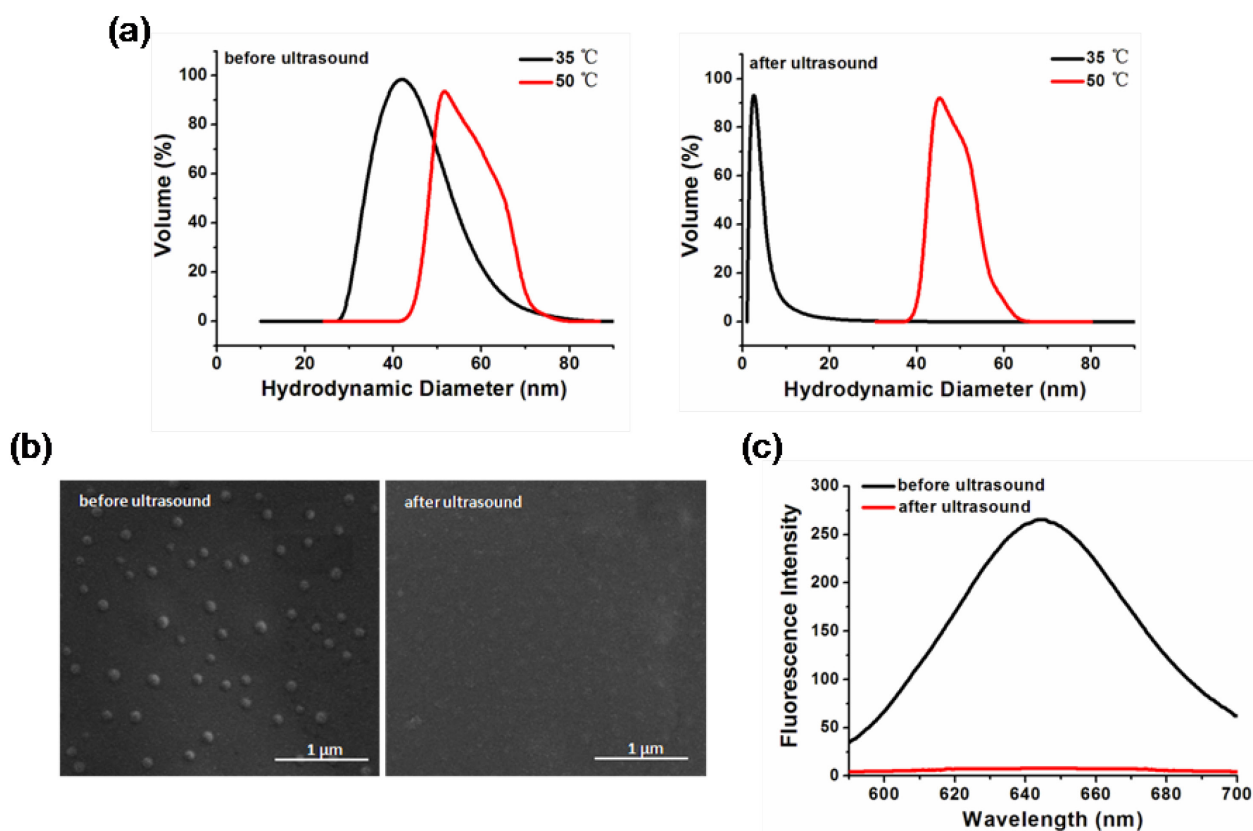 (a)
before ultrasound
35 ℃
50 ℃
100
80
60
40
20
0
Volume (%)
0 20 40 60 80
Hydrodynamic Diameter (nm)
after ultrasound
35 ℃
50 ℃
100
80
60
40
20
0
Volume (%)
0 20 40 60 80
Hydrodynamic Diameter (nm)
(b)
before ultrasound
1 μm
after ultrasound
1 μm
(c)
before ultrasound
after ultrasound
300
250
200
150
100
50
0
Fluorescence Intensity
600 620 640 660 680 700
Wavelength (nm)